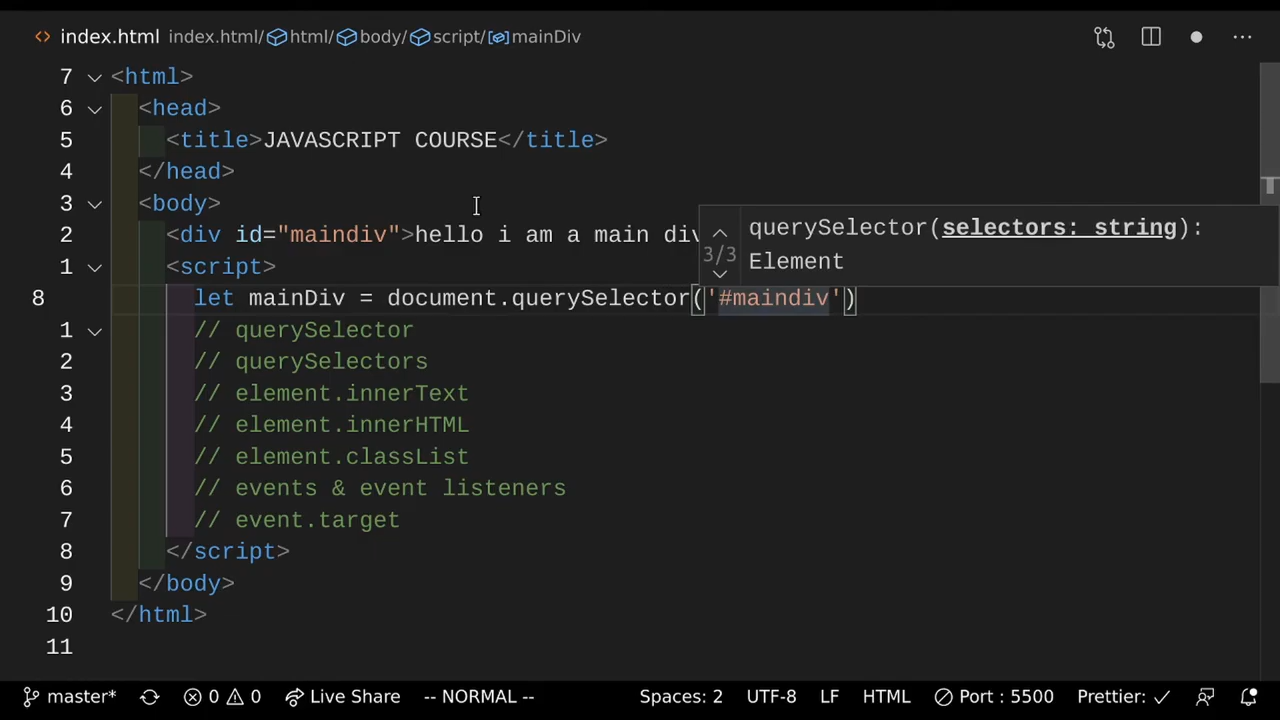 index.html index.html/html/body/script/mainDiv
7 <html>
6 <head>
5 <title>JAVASCRIPT COURSE</title>
4 </head>
3 <body>
2 <div id="maindiv">hello i am a main div
querySelector(selectors: string):
3/3
Element
1 <script>
8 let mainDiv = document.querySelector('#maindiv')
1 // querySelector
2 // querySelectors
3 // element.innerText
4 // element.innerHTML
5 // element.classList
6 // events & event listeners
7 // event.target
8 </script>
9 </body>
10 </html>
11
master* 0 0 Live Share -- NORMAL -- Spaces: 2 UTF-8 LF HTML Port : 5500 Prettier: ✓